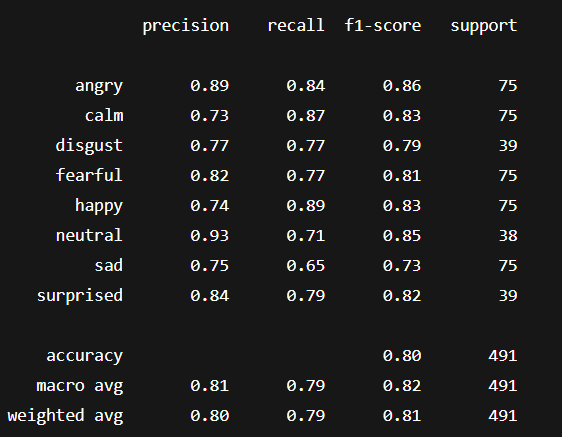 precision recall f1-score support
angry 0.89 0.84 0.86 75
calm 0.73 0.87 0.83 75
disgust 0.77 0.77 0.79 39
fearful 0.82 0.77 0.81 75
happy 0.74 0.89 0.83 75
neutral 0.93 0.71 0.85 38
sad 0.75 0.65 0.73 75
surprised 0.84 0.79 0.82 39
accuracy 0.80 491
macro avg 0.81 0.79 0.82 491
weighted avg 0.80 0.79 0.81 491